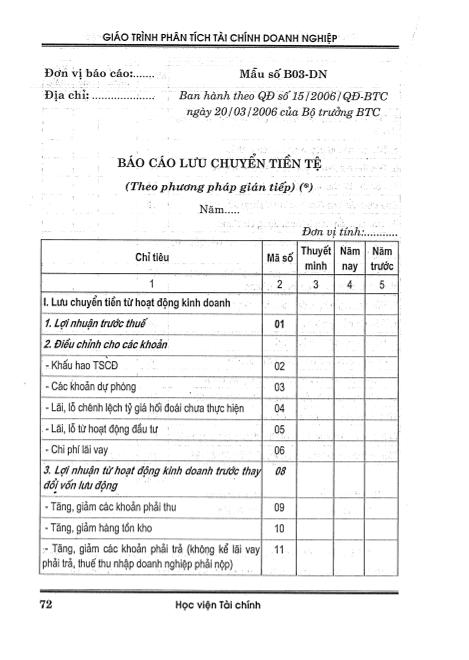 GIÁO TRÌNH PHÂN TÍCH TÀI CHÍNH DOANH NGHIỆP
Đơn vị báo cáo:....... Mẫu số B03-DN
Địa chỉ: ................... Ban hành theo QĐ số 15/2006/QĐ-BTC
ngày 20/03/2006 của Bộ trưởng BTC
BÁO CÁO LƯU CHUYỂN TIỀN TỆ
(Theo phương pháp gián tiếp) (*)
Năm.....
Đơn vị tính:...........
Chỉ tiêu Mã số Thuyết minh Năm nay Năm trước
1 2 3 4 5
I. Lưu chuyển tiền từ hoạt động kinh doanh
1. Lợi nhuận trước thuế 01
2. Điều chỉnh cho các khoản
- Khấu hao TSCĐ 02
- Các khoản dự phòng 03
- Lãi, lỗ chênh lệch tỷ giá hối đoái chưa thực hiện 04
- Lãi, lỗ từ hoạt động đầu tư 05
- Chi phí lãi vay 06
3. Lợi nhuận từ hoạt động kinh doanh trước thay 08
đổi vốn lưu động
- Tăng, giảm các khoản phải thu 09
- Tăng, giảm hàng tồn kho 10
- Tăng, giảm các khoản phải trả (không kể lãi vay 11
phải trả, thuế thu nhập doanh nghiệp phải nộp)
72 Học viện Tài chính